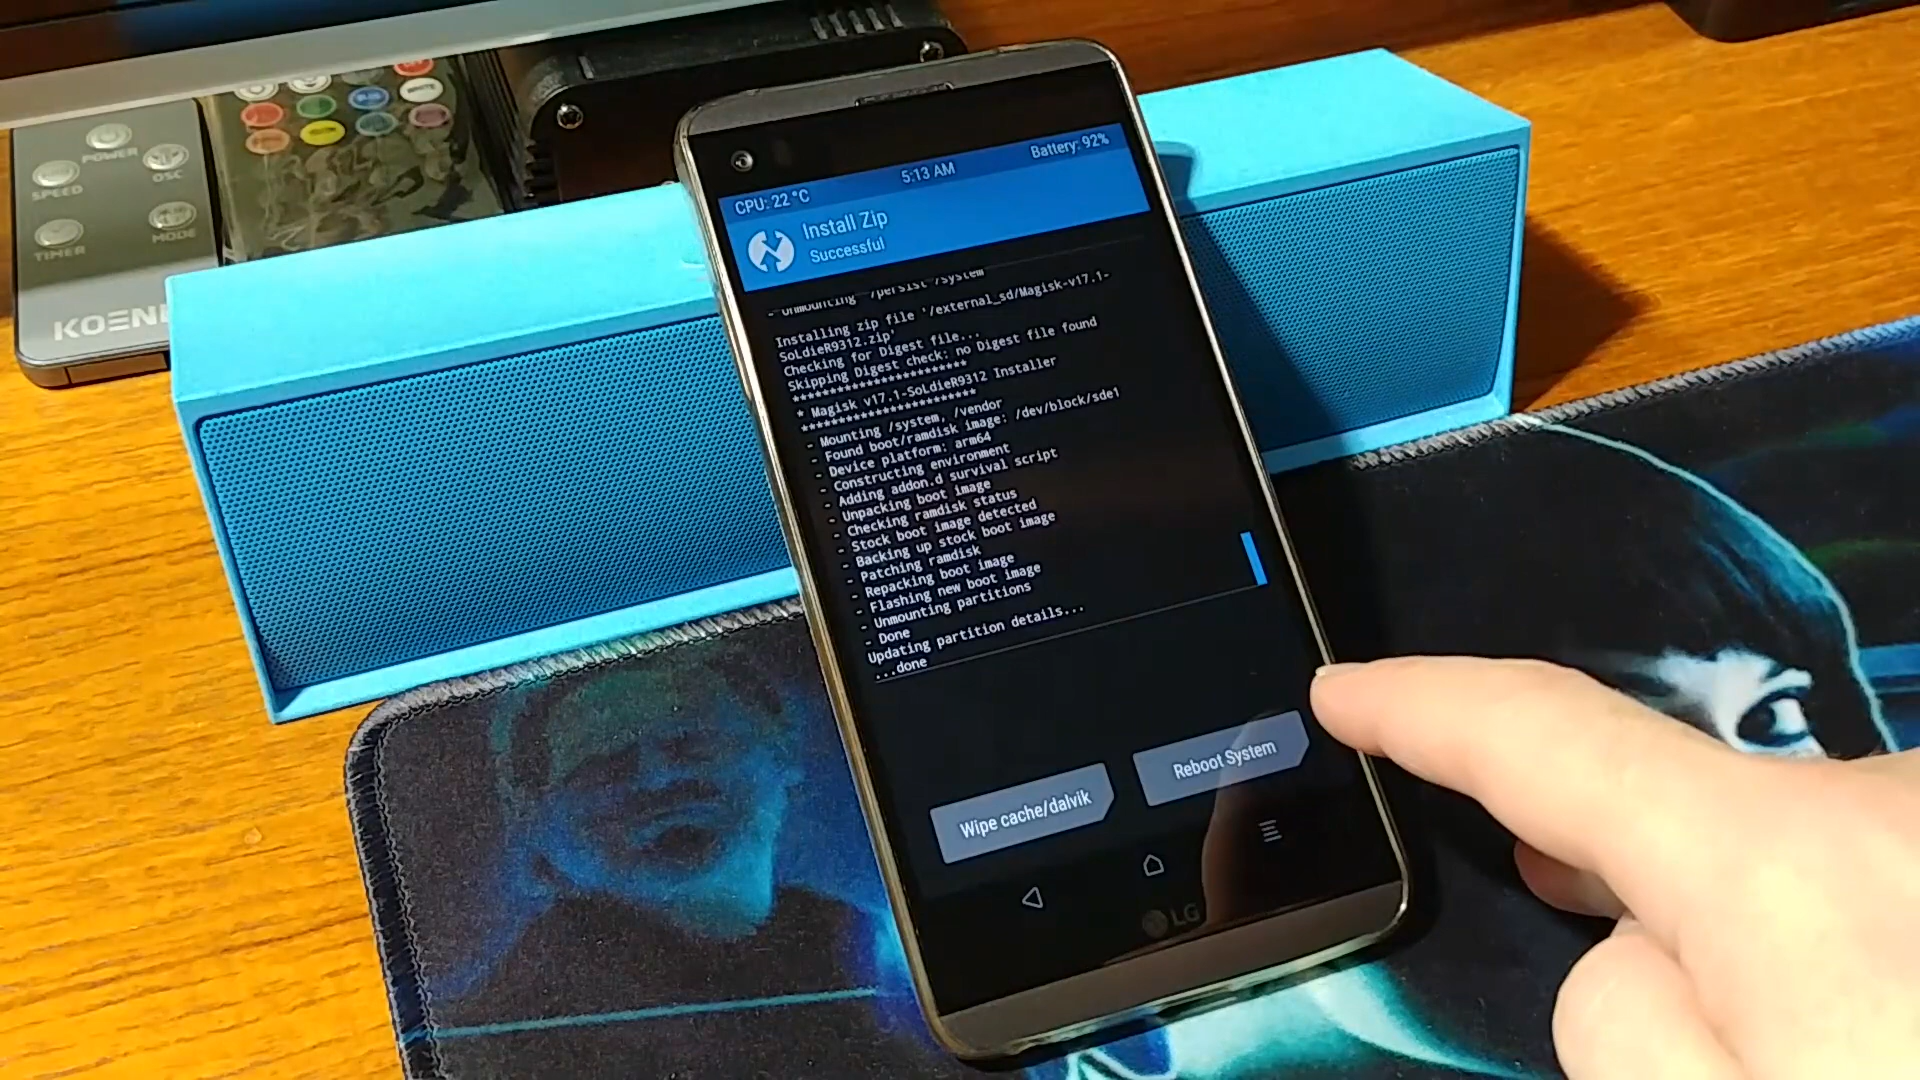 WHITE
POWER
SPEED
OSC
TIMER
MODE
KOENI
CPU: 22 °C
5:13 AM
Battery: 92%
Install Zip
Successful
- Unmounting /persist /system
Installing zip file '/external_sd/Magisk-v17.1-
SoLdieR9312.zip'
Checking for Digest file...
Skipping Digest check: no Digest file found
************************
* Magisk v17.1-SoLdieR9312 Installer
************************
- Mounting /system, /vendor
- Found boot/ramdisk image: /dev/block/sde1
- Device platform: arm64
- Constructing environment
- Adding addon.d survival script
- Unpacking boot image
- Checking ramdisk status
- Stock boot image detected
- Backing up stock boot image
- Patching ramdisk
- Repacking boot image
- Flashing new boot image
- Unmounting partitions
- Done
Updating partition details...
...done
Wipe cache/dalvik
Reboot System
LG